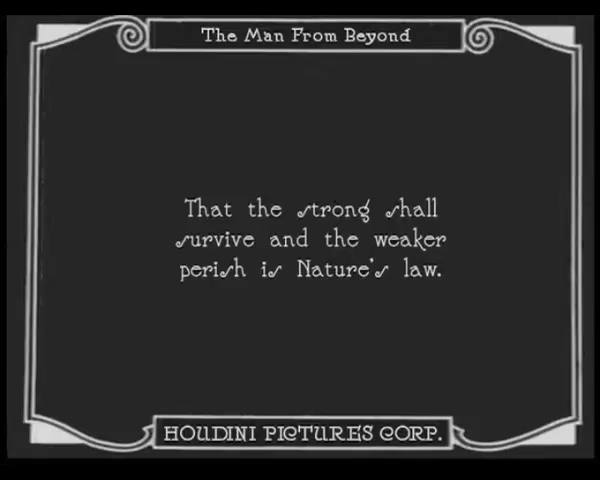 The Man From Beyond
That the strong shall
survive and the weaker
perish is Nature's law.
HOUDINI PICTURES CORP.